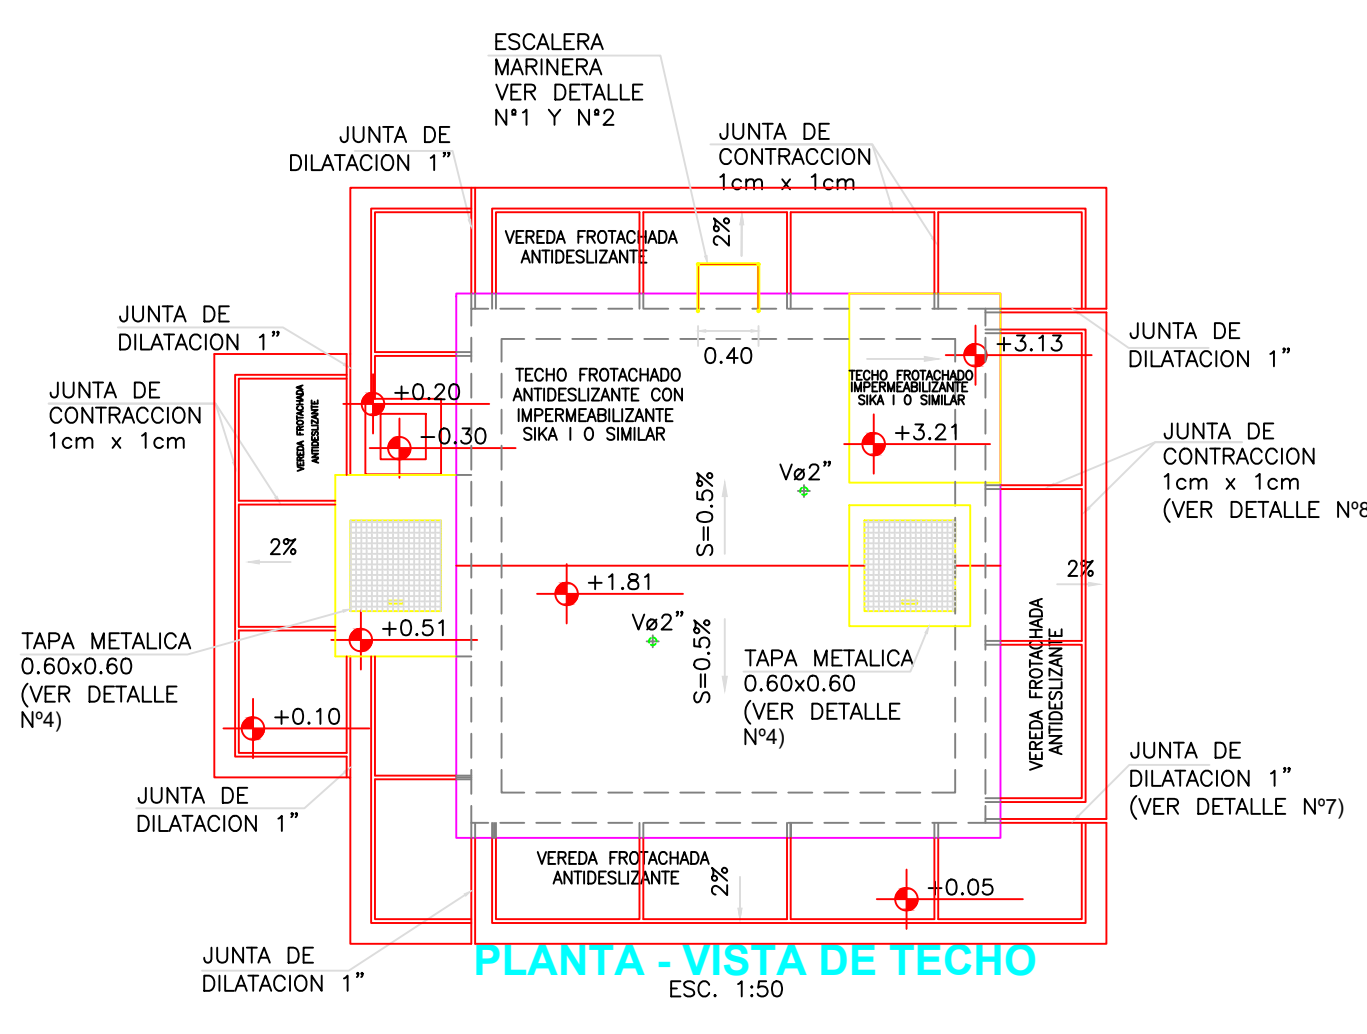 ESCALERA
MARINERA
VER DETALLE
N°1 Y N°2
JUNTA DE
DILATACION 1"
JUNTA DE
CONTRACCION
1cm x 1cm
VEREDA FROTACHADA
ANTIDESLIZANTE
2%
JUNTA DE
DILATACION 1"
JUNTA DE
DILATACION 1"
0.40
+3.13
JUNTA DE
CONTRACCION
1cm x 1cm
VEREDA FROTACHADA
ANTIDESLIZANTE
+0.20
-0.30
TECHO FROTACHADO
ANTIDESLIZANTE CON
IMPERMEABILIZANTE
SIKA I O SIMILAR
TECHO FROTACHADO
IMPERMEABILIZANTE
SIKA I O SIMILAR
+3.21
JUNTA DE
CONTRACCION
1cm x 1cm
(VER DETALLE Nº8
Vø2"
S=0.5%
2%
2%
+1.81
Vø2"
S=0.5%
+0.51
TAPA METALICA
0.60x0.60
(VER DETALLE
Nº4)
TAPA METALICA
0.60x0.60
(VER DETALLE
Nº4)
VEREDA FROTACHADA
ANTIDESLIZANTE
+0.10
JUNTA DE
DILATACION 1"
JUNTA DE
DILATACION 1"
(VER DETALLE Nº7)
VEREDA FROTACHADA
ANTIDESLIZANTE
2%
+0.05
JUNTA DE
DILATACION 1"
PLANTA - VISTA DE TECHO
ESC. 1:50